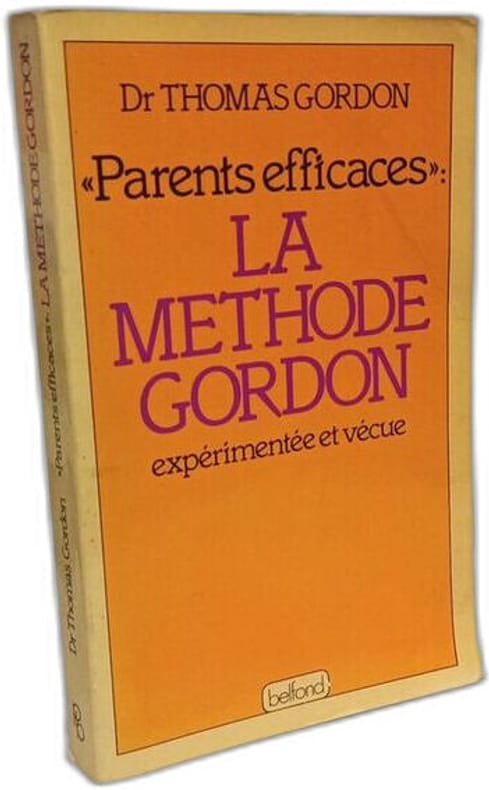 Dr THOMAS GORDON
«Parents efficaces»:
LA
METHODE
GORDON
expérimentée et vécue
belfond
Dr Thomas Gordon «Parents efficaces»: LA METHODE GORDON